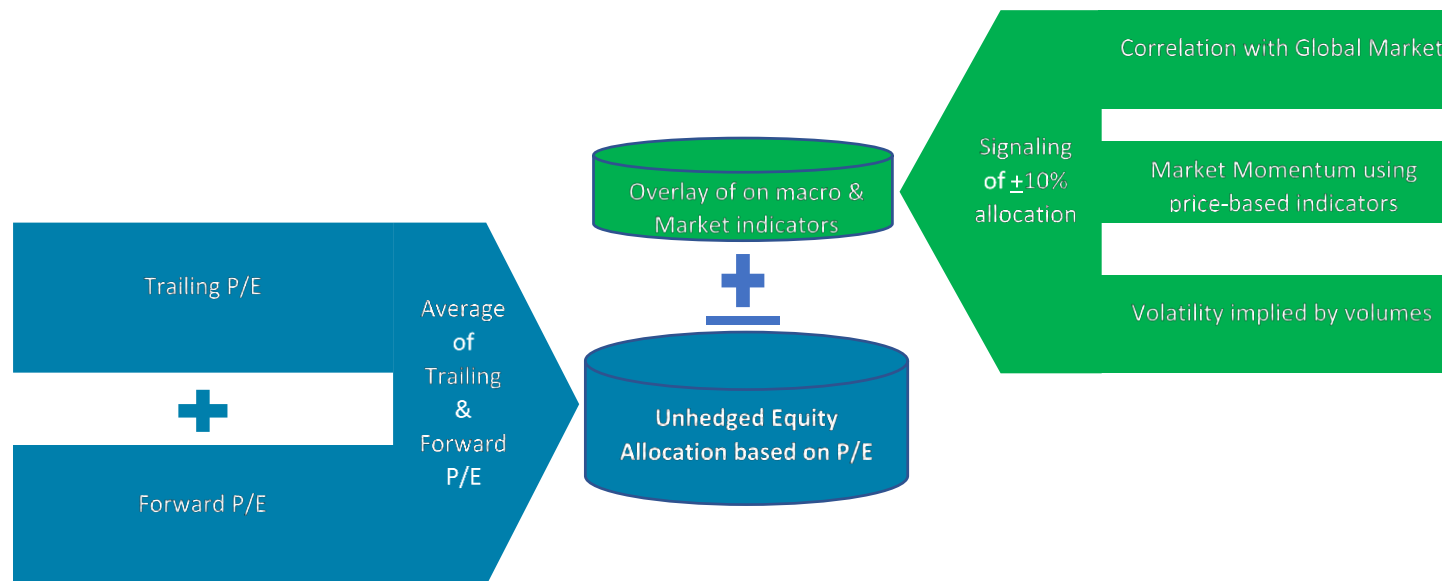 Trailing P/E
Forward P/E
Average
of
Trailing
&
Forward
P/E
Unhedged Equity
Allocation based on P/E
Overlay of on macro &
Market indicators
Signaling
of ±10%
allocation
Correlation with Global Market
Market Momentum using
price-based indicators
Volatility implied by volumes